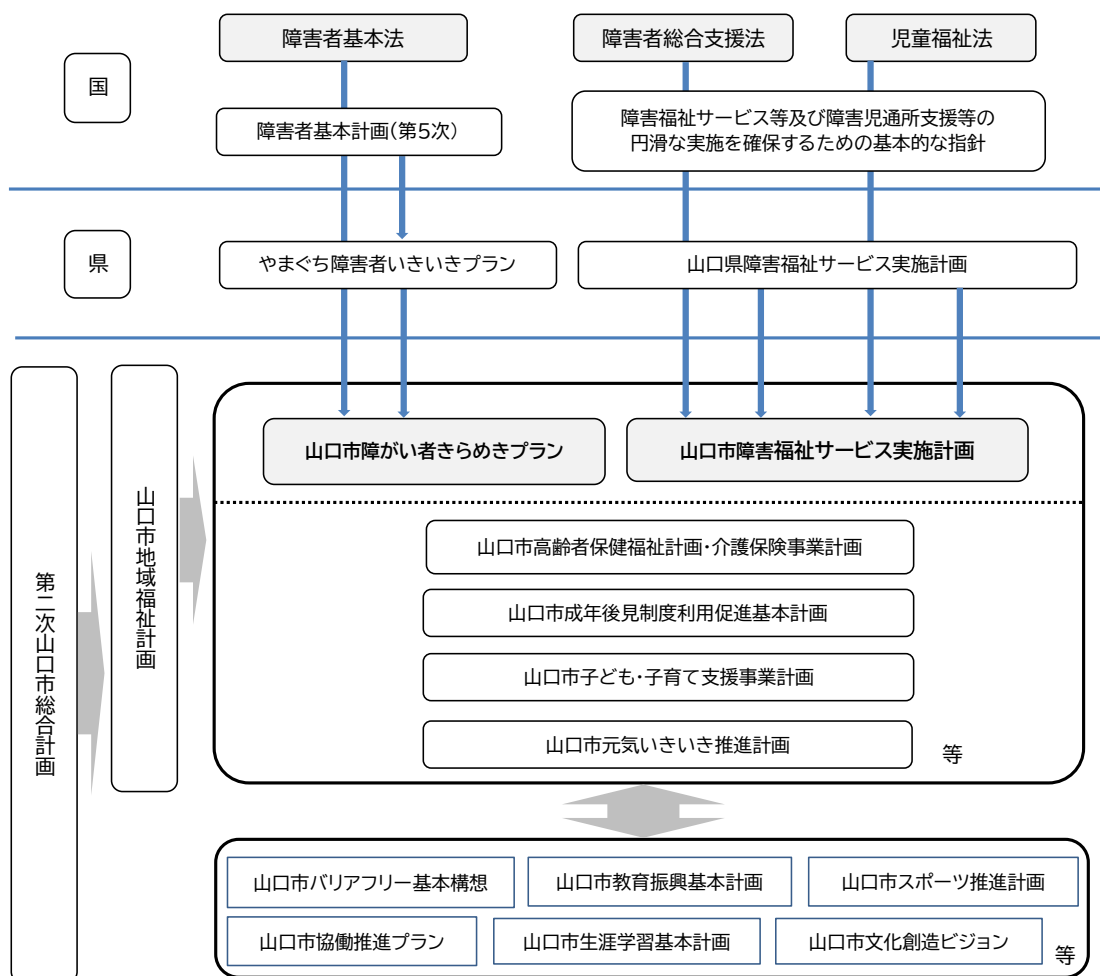 障害者基本法
障害者総合支援法
児童福祉法
国
障害者基本計画(第5次)
障害福祉サービス等及び障害児通所支援等の
円滑な実施を確保するための基本的な指針
県
やまぐち障害者いきいきプラン
山口県障害福祉サービス実施計画
第二次山口市総合計画
山口市地域福祉計画
山口市障がい者きらめきプラン
山口市障害福祉サービス実施計画
山口市高齢者保健福祉計画・介護保険事業計画
山口市成年後見制度利用促進基本計画
山口市子ども・子育て支援事業計画
山口市元気いきいき推進計画
等
山口市バリアフリー基本構想
山口市教育振興基本計画
山口市スポーツ推進計画
山口市協働推進プラン
山口市生涯学習基本計画
山口市文化創造ビジョン
等